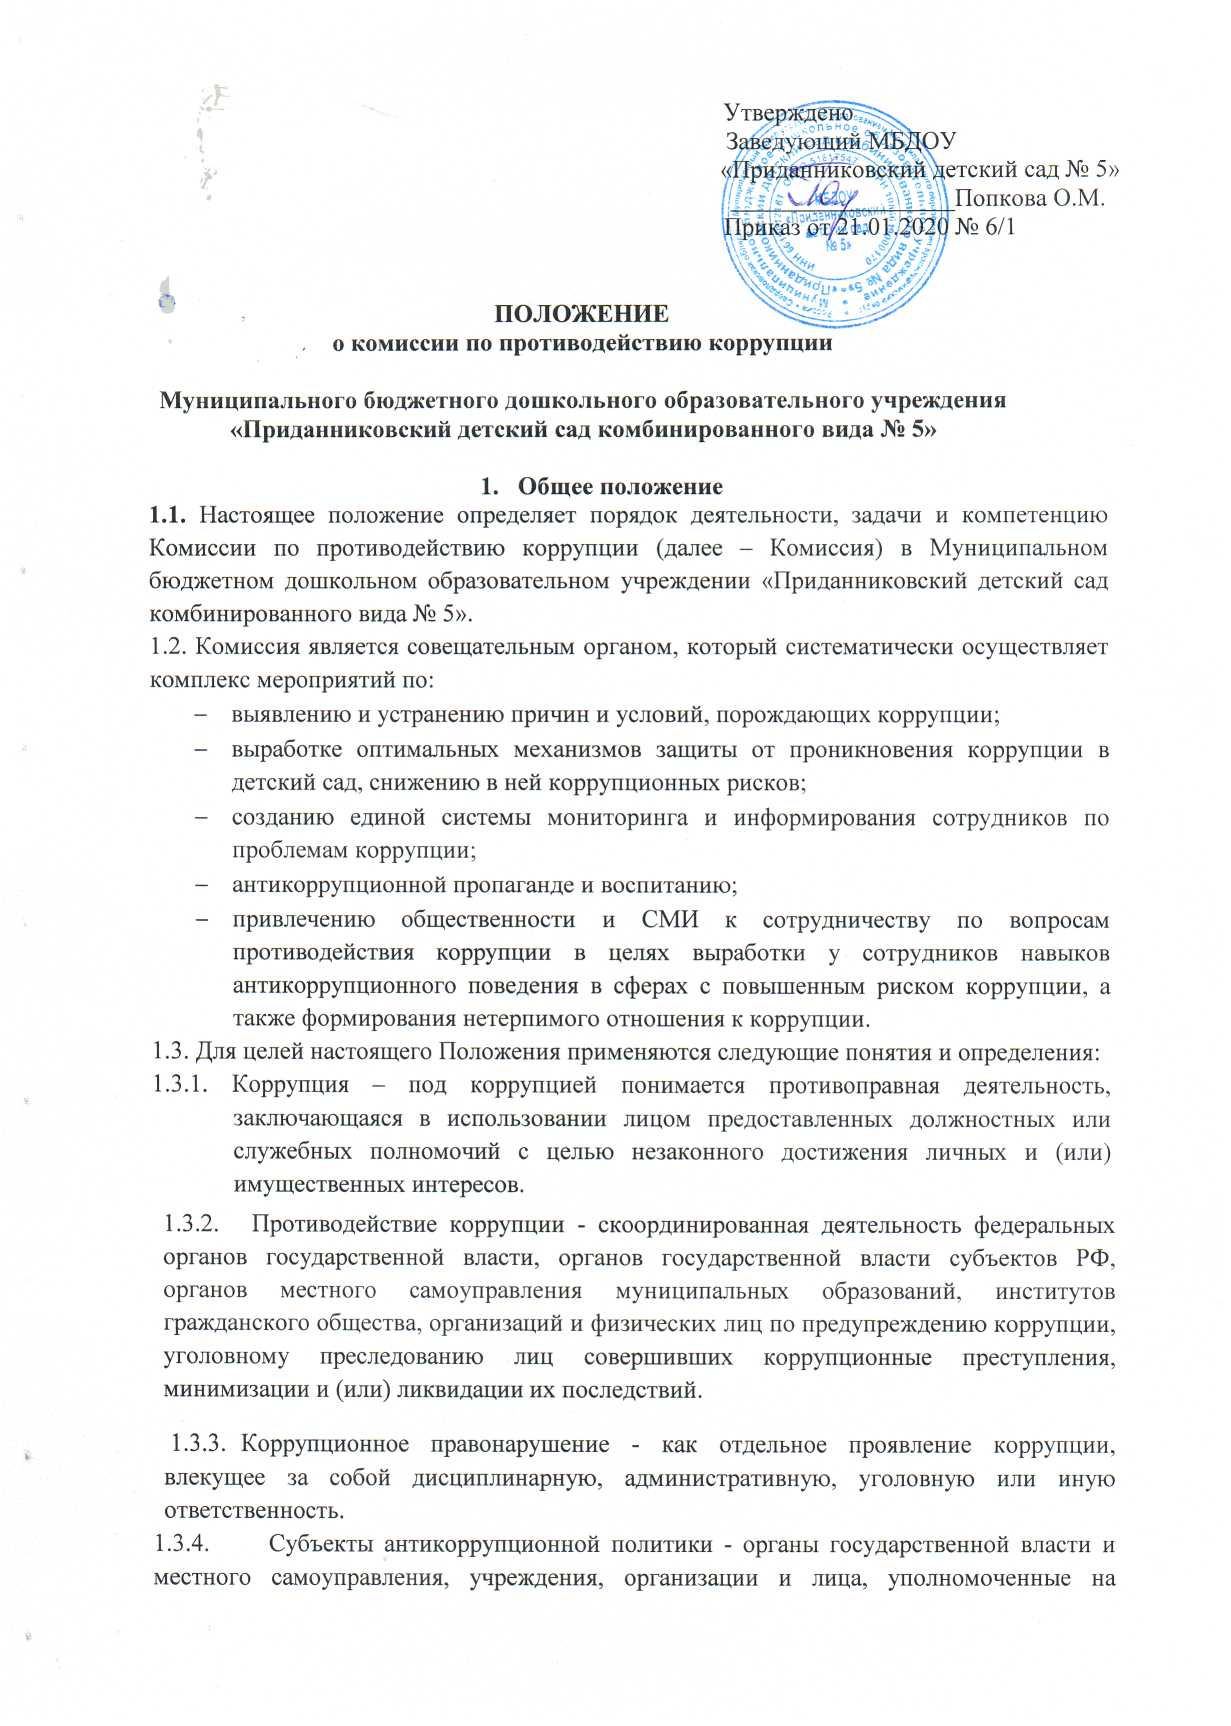 Утверждено
Заведующий МБДОУ
«Приданниковский детский сад № 5»
Попкова О.М.
Приказ от 21.01.2020 № 6/1
МБДОУ
«Приданниковский
детский сад
№ 5»
ПОЛОЖЕНИЕ
о комиссии по противодействию коррупции
Муниципального бюджетного дошкольного образовательного учреждения
«Приданниковский детский сад комбинированного вида № 5»
1. Общее положение
1.1. Настоящее положение определяет порядок деятельности, задачи и компетенцию
Комиссии по противодействию коррупции (далее – Комиссия) в Муниципальном
бюджетном дошкольном образовательном учреждении «Приданниковский детский сад
комбинированного вида № 5».
1.2. Комиссия является совещательным органом, который систематически осуществляет
комплекс мероприятий по:
– выявлению и устранению причин и условий, порождающих коррупции;
– выработке оптимальных механизмов защиты от проникновения коррупции в
детский сад, снижению в ней коррупционных рисков;
– созданию единой системы мониторинга и информирования сотрудников по
проблемам коррупции;
– антикоррупционной пропаганде и воспитанию;
– привлечению общественности и СМИ к сотрудничеству по вопросам
противодействия коррупции в целях выработки у сотрудников навыков
антикоррупционного поведения в сферах с повышенным риском коррупции, а
также формирования нетерпимого отношения к коррупции.
1.3. Для целей настоящего Положения применяются следующие понятия и определения:
1.3.1. Коррупция – под коррупцией понимается противоправная деятельность,
заключающаяся в использовании лицом предоставленных должностных или
служебных полномочий с целью незаконного достижения личных и (или)
имущественных интересов.
1.3.2. Противодействие коррупции - скоординированная деятельность федеральных
органов государственной власти, органов государственной власти субъектов РФ,
органов местного самоуправления муниципальных образований, институтов
гражданского общества, организаций и физических лиц по предупреждению коррупции,
уголовному преследованию лиц совершивших коррупционные преступления,
минимизации и (или) ликвидации их последствий.
1.3.3. Коррупционное правонарушение - как отдельное проявление коррупции,
влекущее за собой дисциплинарную, административную, уголовную или иную
ответственность.
1.3.4. Субъекты антикоррупционной политики - органы государственной власти и
местного самоуправления, учреждения, организации и лица, уполномоченные на